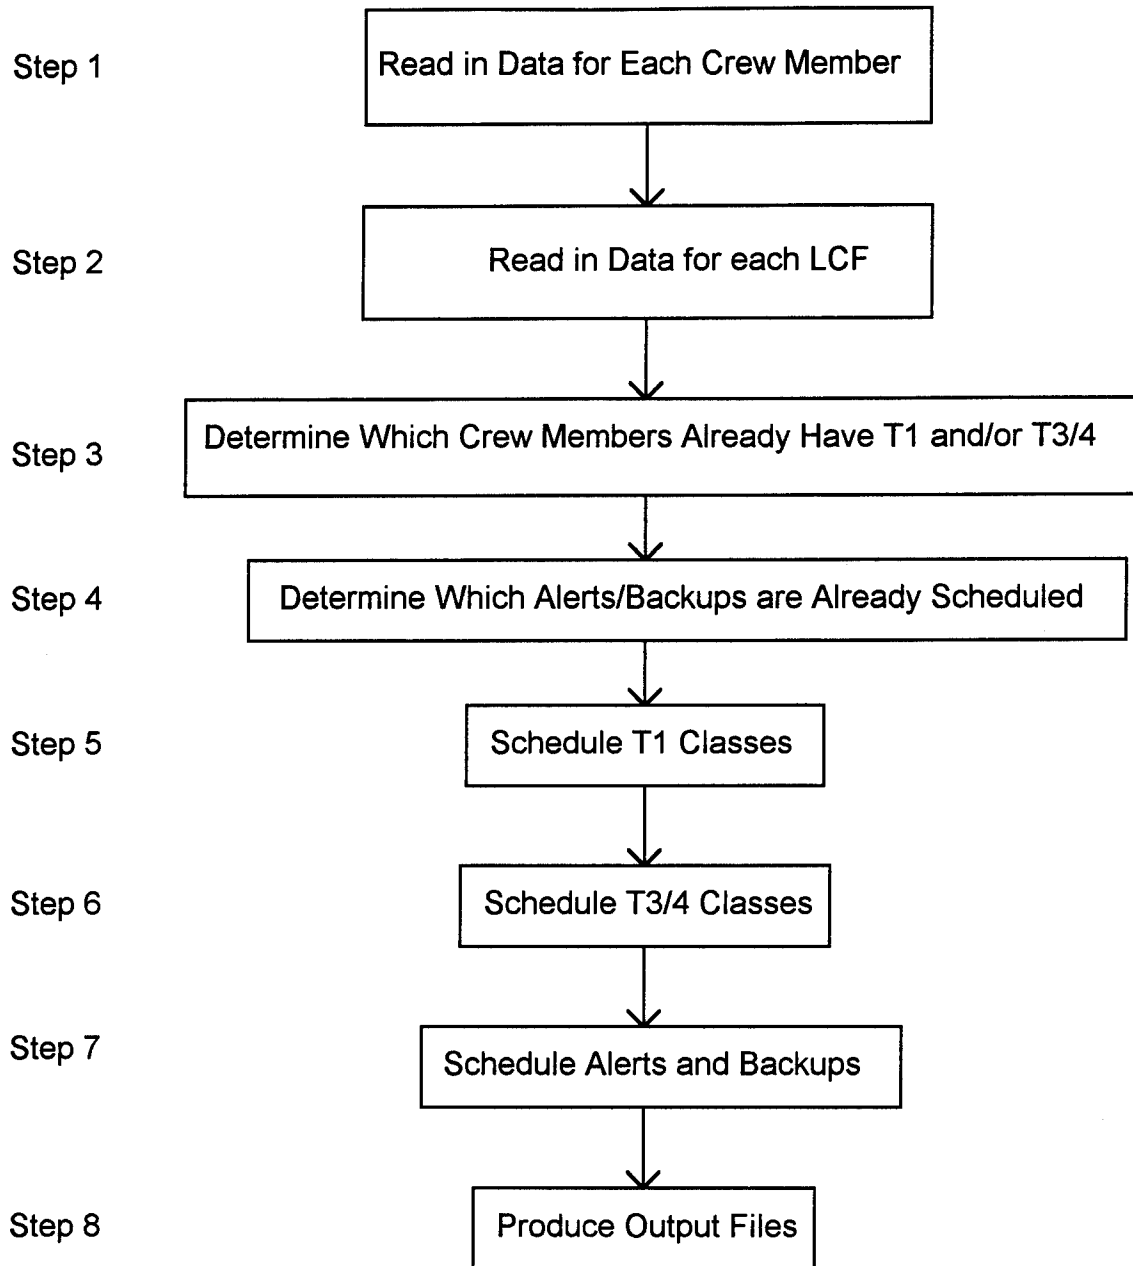 Step 1
Read in Data for Each Crew Member
Step 2
Read in Data for each LCF
Step 3
Determine Which Crew Members Already Have T1 and/or T3/4
Step 4
Determine Which Alerts/Backups are Already Scheduled
Step 5
Schedule T1 Classes
Step 6
Schedule T3/4 Classes
Step 7
Schedule Alerts and Backups
Step 8
Produce Output Files